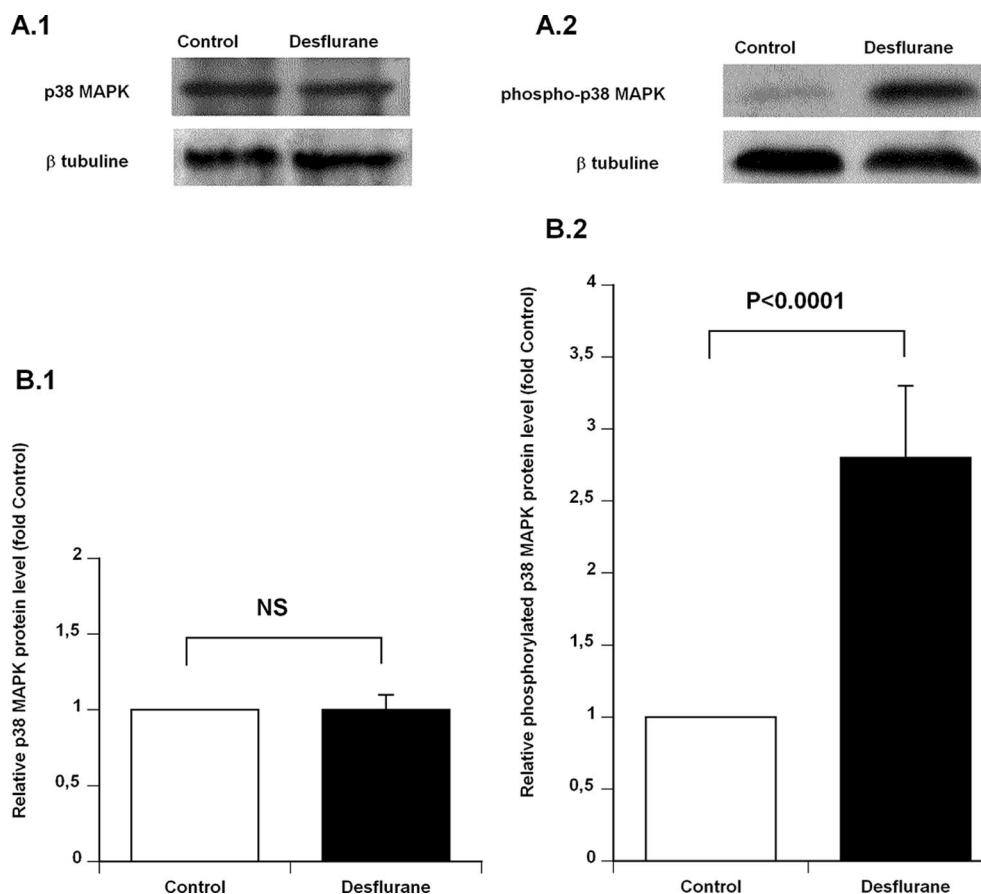 A.1
Control Desflurane
p38 MAPK
β tubuline
A.2
Control Desflurane
phospho-p38 MAPK
β tubuline
B.1
Relative p38 MAPK protein level (fold Control)
2
1,5
1
0,5
0
NS
Control Desflurane
B.2
Relative phosphorylated p38 MAPK protein level (fold Control)
4
3,5
3
2,5
2
1,5
1
0,5
0
P<0.0001
Control Desflurane